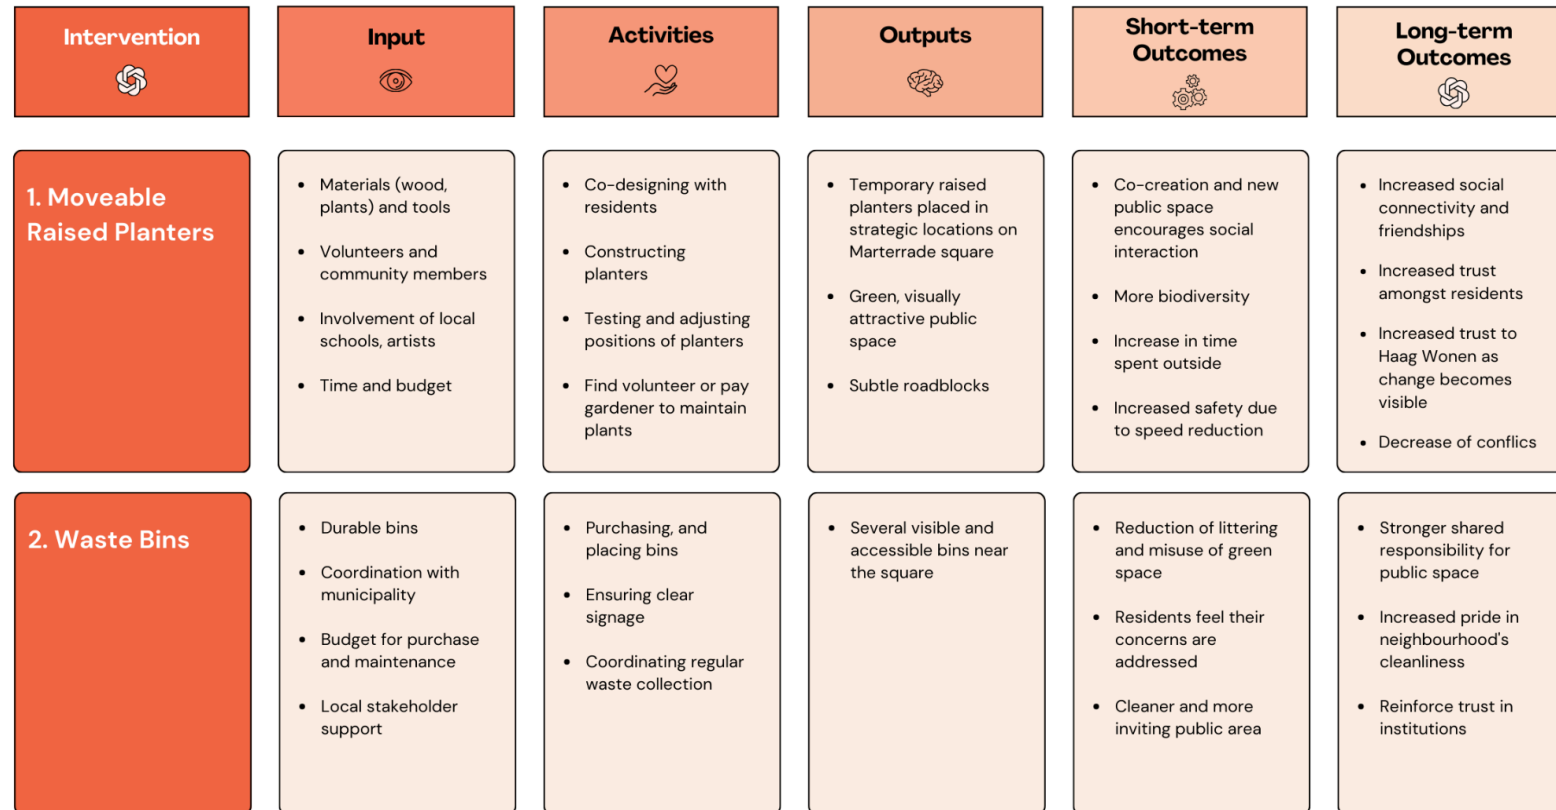 Intervention
Input
Activities
Outputs
Short-term
Outcomes
Long-term
Outcomes
1. Moveable
Raised Planters
• Materials (wood,
plants) and tools
• Volunteers and
community members
• Involvement of local
schools, artists
• Time and budget
• Co-designing with
residents
• Constructing
planters
• Testing and adjusting
positions of planters
• Find volunteer or pay
gardener to maintain
plants
• Temporary raised
planters placed in
strategic locations on
Marterrade square
• Green, visually
attractive public
space
• Subtle roadblocks
• Co-creation and new
public space
encourages social
interaction
• More biodiversity
• Increase in time
spent outside
• Increased safety due
to speed reduction
• Increased social
connectivity and
friendships
• Increased trust
amongst residents
• Increased trust to
Haag Wonen as
change becomes
visible
• Decrease of conflics
2. Waste Bins
• Durable bins
• Coordination with
municipality
• Budget for purchase
and maintenance
• Local stakeholder
support
• Purchasing, and
placing bins
• Ensuring clear
signage
• Coordinating regular
waste collection
• Several visible and
accessible bins near
the square
• Reduction of littering
and misuse of green
space
• Residents feel their
concerns are
addressed
• Cleaner and more
inviting public area
• Stronger shared
responsibility for
public space
• Increased pride in
neighbourhood's
cleanliness
• Reinforce trust in
institutions